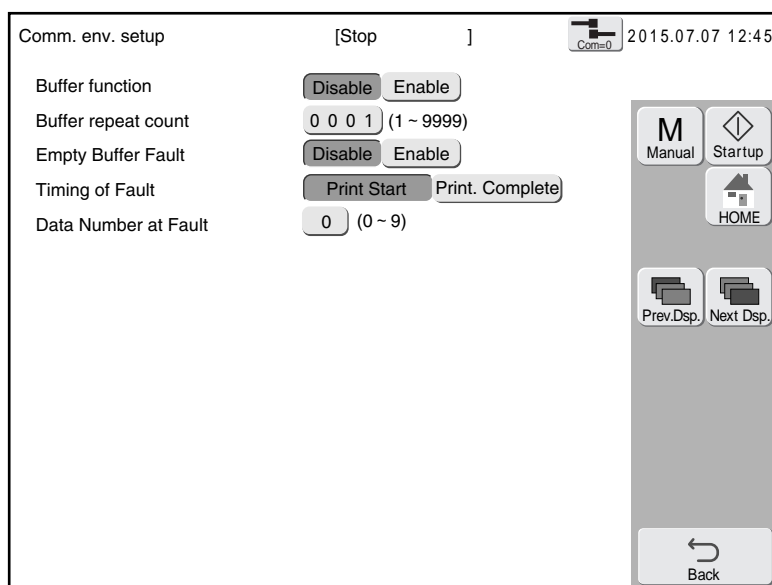 Comm. env. setup [Stop ] Com=0 2015.07.07 12:45
Buffer function Disable Enable
Buffer repeat count 0 0 0 1 (1 ~ 9999)
Empty Buffer Fault Disable Enable
Timing of Fault Print Start Print. Complete
Data Number at Fault 0 (0 ~ 9)
M
Manual Startup
HOME
Prev.Dsp. Next Dsp.
Back